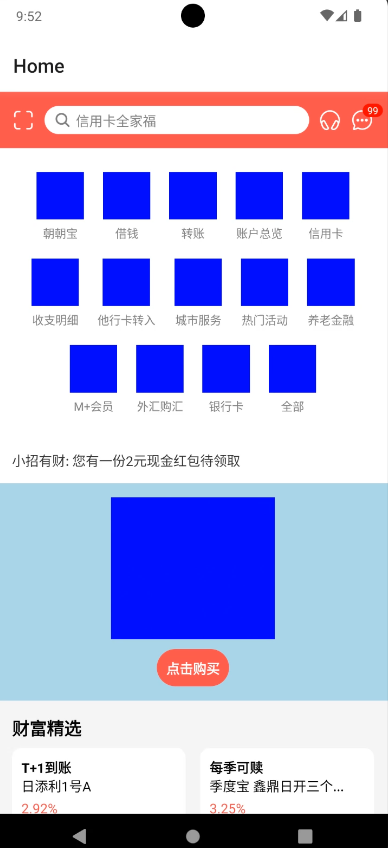 9:52
Home
信用卡全家福
99
朝朝宝 借钱 转账 账户总览 信用卡
收支明细 他行卡转入 城市服务 热门活动 养老金融
M+会员 外汇购汇 银行卡 全部
小招有财: 您有一份2元现金红包待领取
点击购买
财富精选
T+1到账 每季可赎
日添利1号A 季度宝 鑫鼎日开三个...
2.92% 3.25%